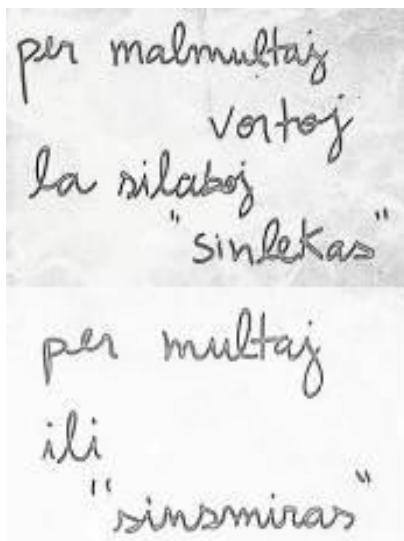 per malmultaj
vortoj
la silaboj
"sinlekas"
per multaj
ili
"sinsmiras"